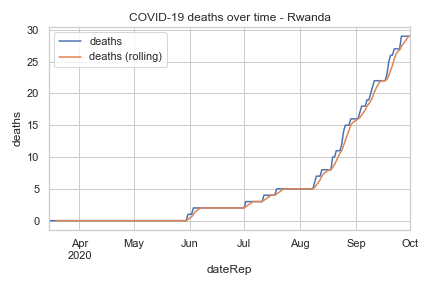 COVID-19 deaths over time - Rwanda
deaths
deaths (rolling)
30
25
20
15
10
5
0
deaths
Apr
2020
May
Jun
Jul
Aug
Sep
Oct
dateRep